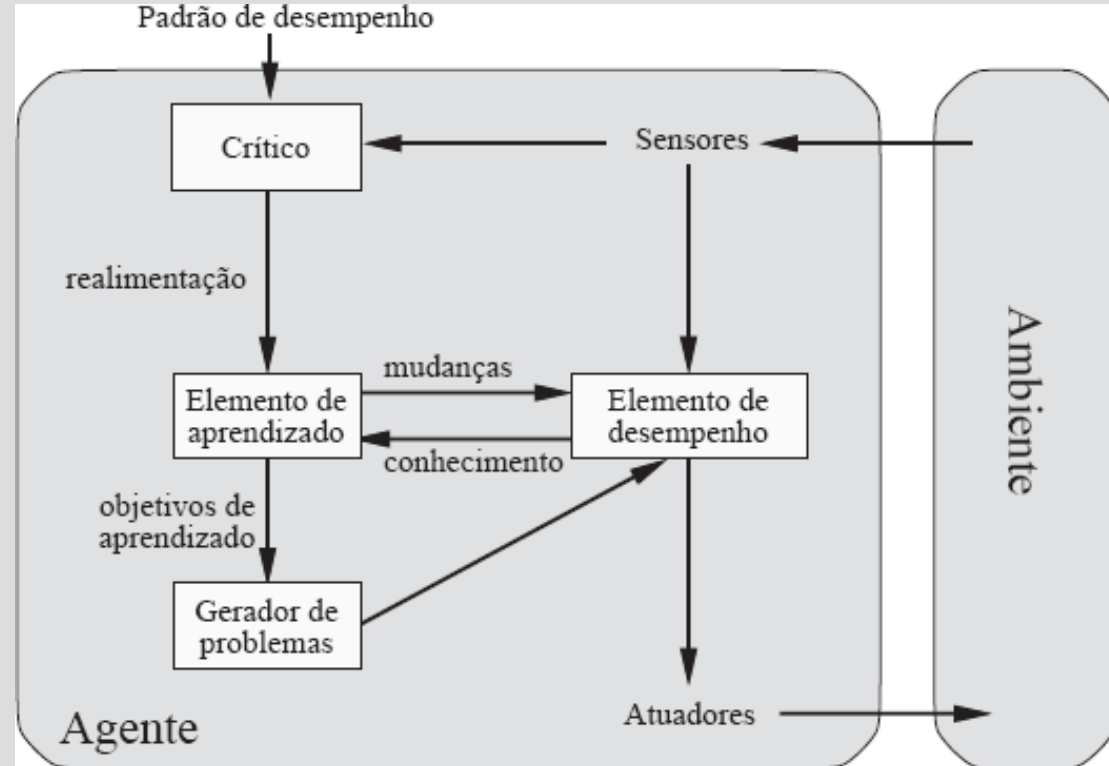 Padrão de desempenho
Crítico
Sensores
realimentação
mudanças
Elemento de
aprendizado
Elemento de
desempenho
conhecimento
objetivos de
aprendizado
Gerador de
problemas
Atuadores
Agente
Ambiente